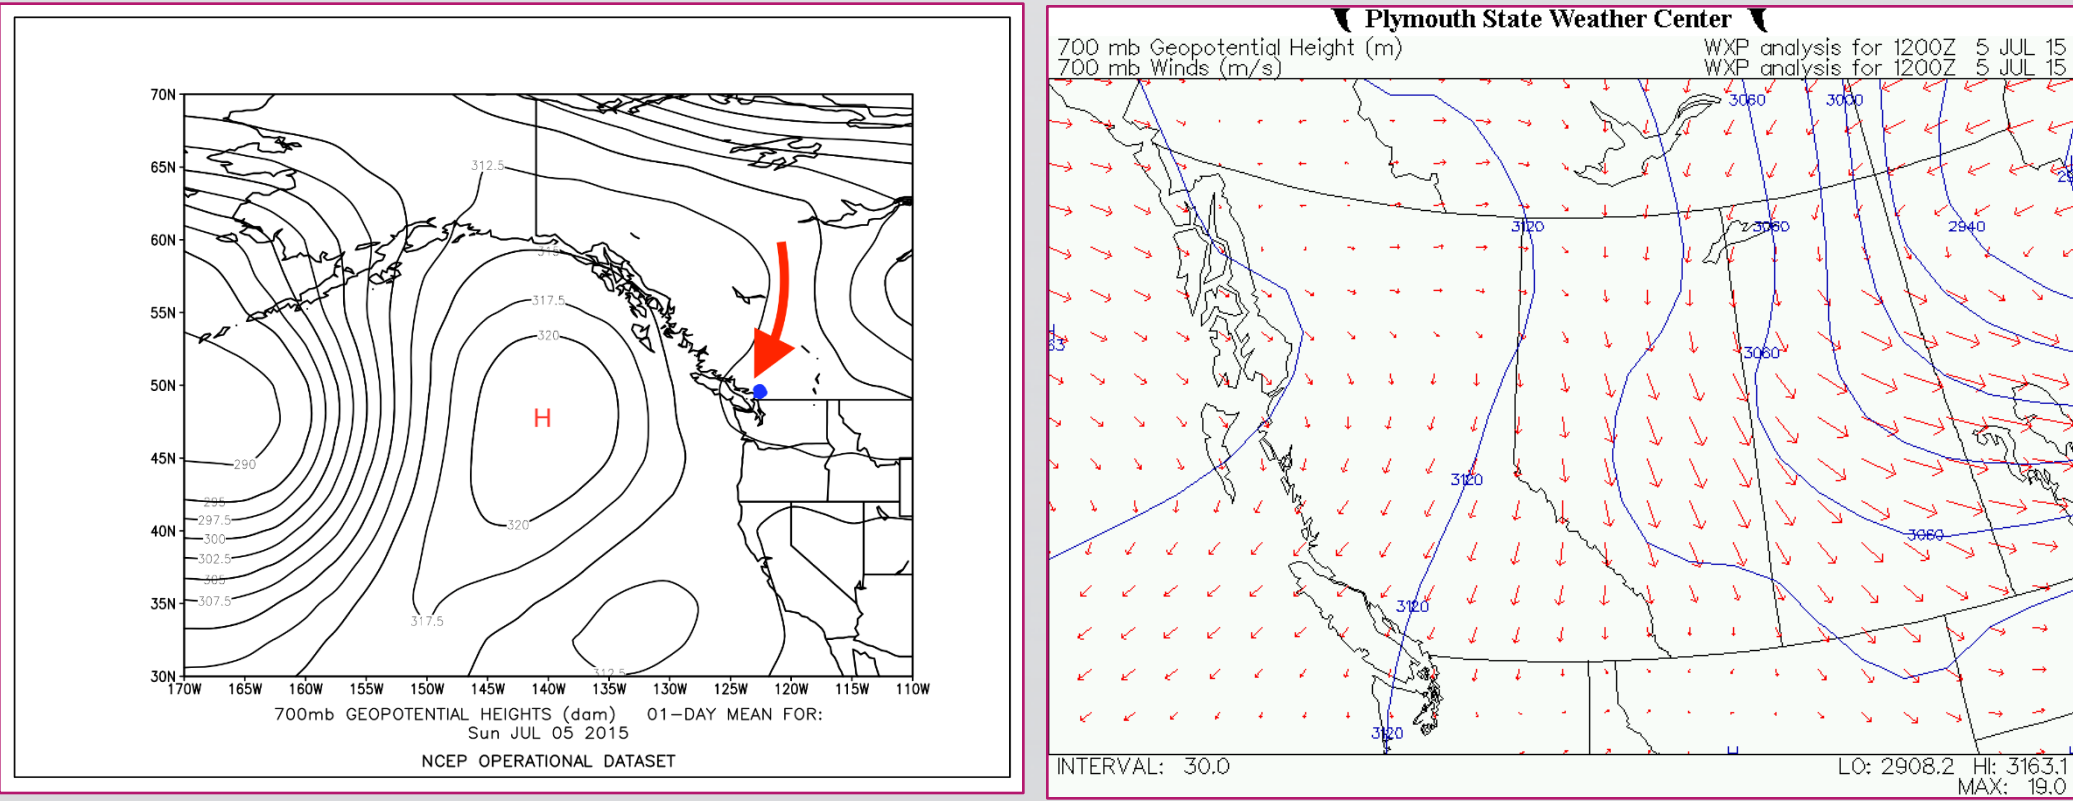 70N
65N
60N
55N
50N
45N
40N
35N
30N
312.5
315
317.5
320
H
320
290
295
297.5
300
302.5
305
307.5
317.5
312.5
170W 165W 160W 155W 150W 145W 140W 135W 130W 125W 120W 115W 110W
700mb GEOPOTENTIAL HEIGHTS (dam) 01-DAY MEAN FOR:
Sun JUL 05 2015
NCEP OPERATIONAL DATASET
Plymouth State Weather Center
700 mb Geopotential Height (m) WXP analysis for 1200Z 5 JUL 15
700 mb Winds (m/s) WXP analysis for 1200Z 5 JUL 15
3060 3000
3120 3060 2940
3060
3120
3060
3120
3120
INTERVAL: 30.0 LO: 2908.2 HI: 3163.1
MAX: 19.0